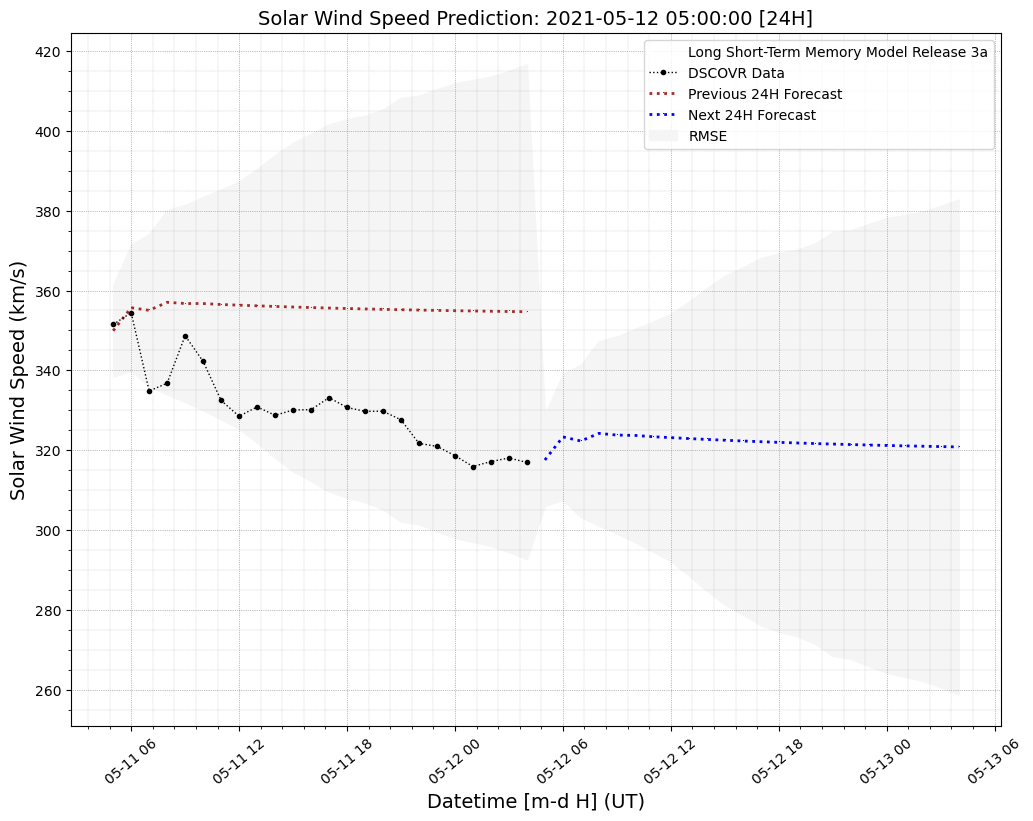 Solar Wind Speed Prediction: 2021-05-12 05:00:00 [24H]
Long Short-Term Memory Model Release 3a
DSCOVR Data
Previous 24H Forecast
Next 24H Forecast
RMSE
Solar Wind Speed (km/s)
420
400
380
360
340
320
300
280
260
05-11 06
05-11 12
05-11 18
05-12 00
05-12 06
05-12 12
05-12 18
05-13 00
05-13 06
Datetime [m-d H] (UT)